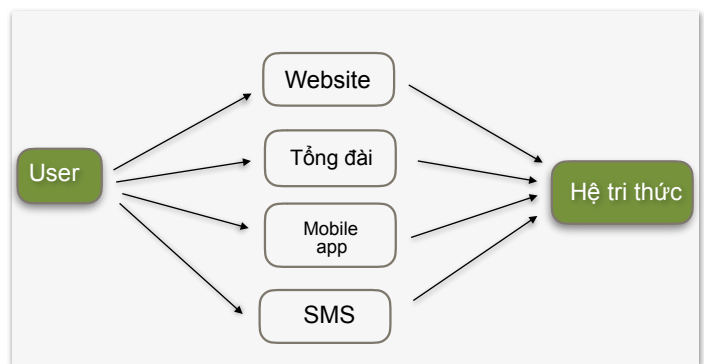 Website
User
Tổng đài
Hệ tri thức
Mobile
app
SMS